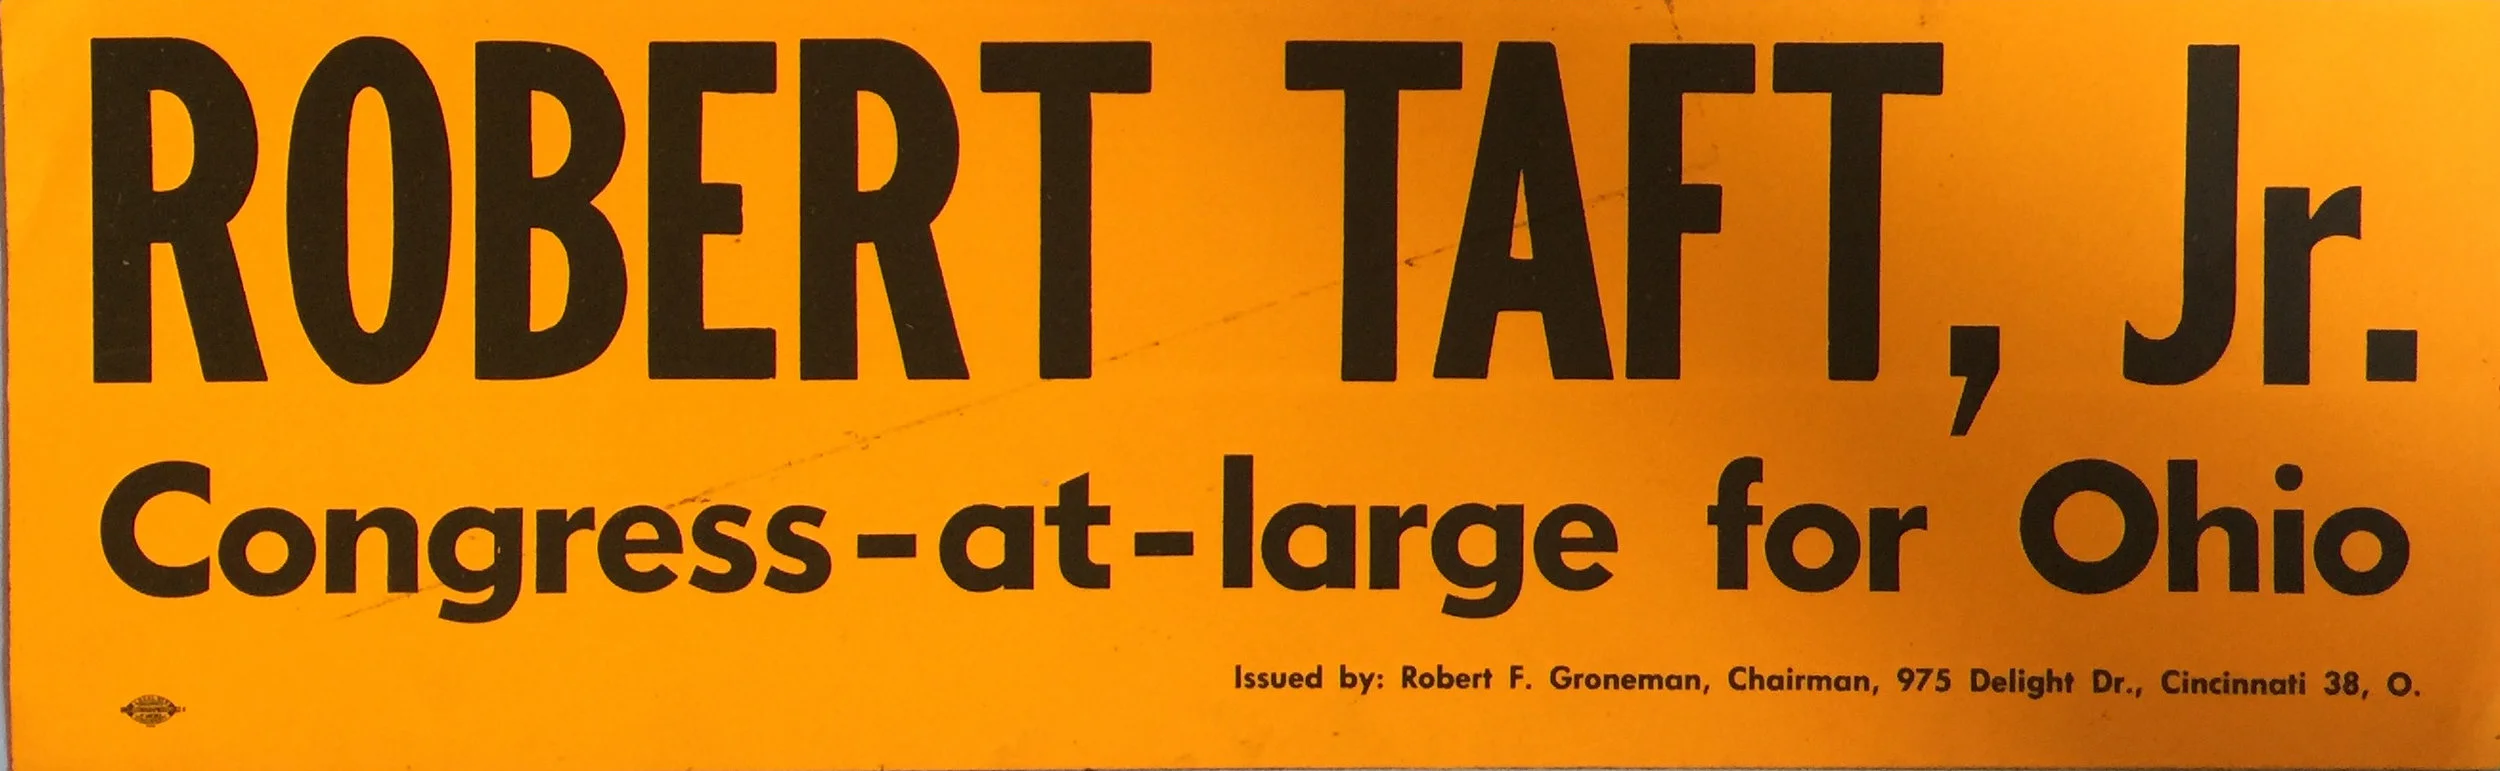 ROBERT TAFT, Jr.
Congress-at-large for Ohio
Issued by: Robert F. Groneman, Chairman, 975 Delight Dr., Cincinnati 38, O.